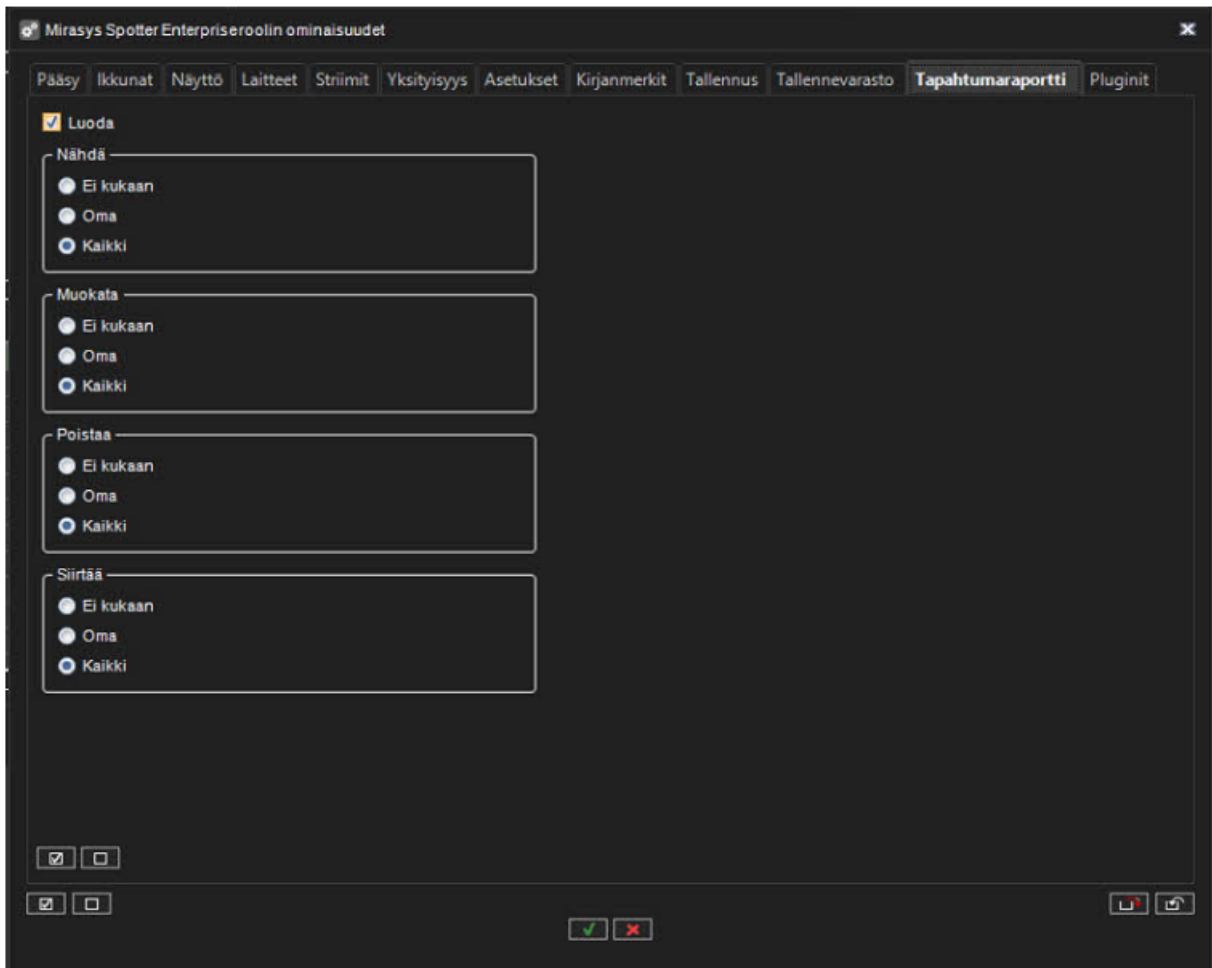 Mirasys Spotter Enterpriseroolin ominaisuudet
Pääsy Ikkunat Näyttö Laitteet Striimit Yksityisyys Asetukset Kirjanmerkit Tallennus Tallennevarasto Tapahtumaraportti Pluginit
Luoda
Nähdä
Ei kukaan
Oma
Kaikki
Muokata
Ei kukaan
Oma
Kaikki
Poistaa
Ei kukaan
Oma
Kaikki
Siirtää
Ei kukaan
Oma
Kaikki